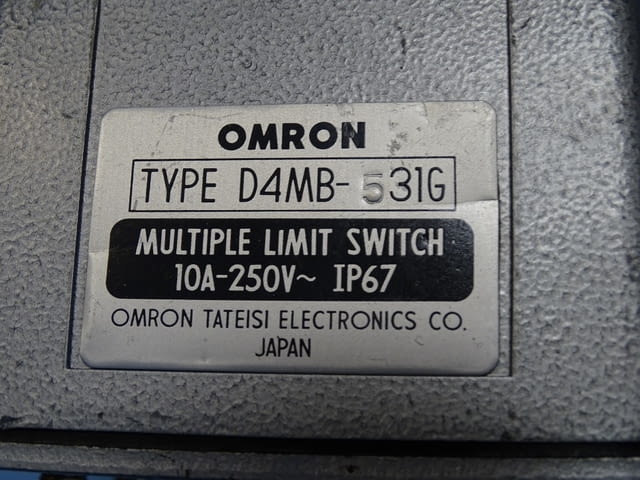 OMRON
TYPE D4MB-531G
MULTIPLE LIMIT SWITCH
10A-250V~ IP67
OMRON TATEISI ELECTRONICS CO.
JAPAN